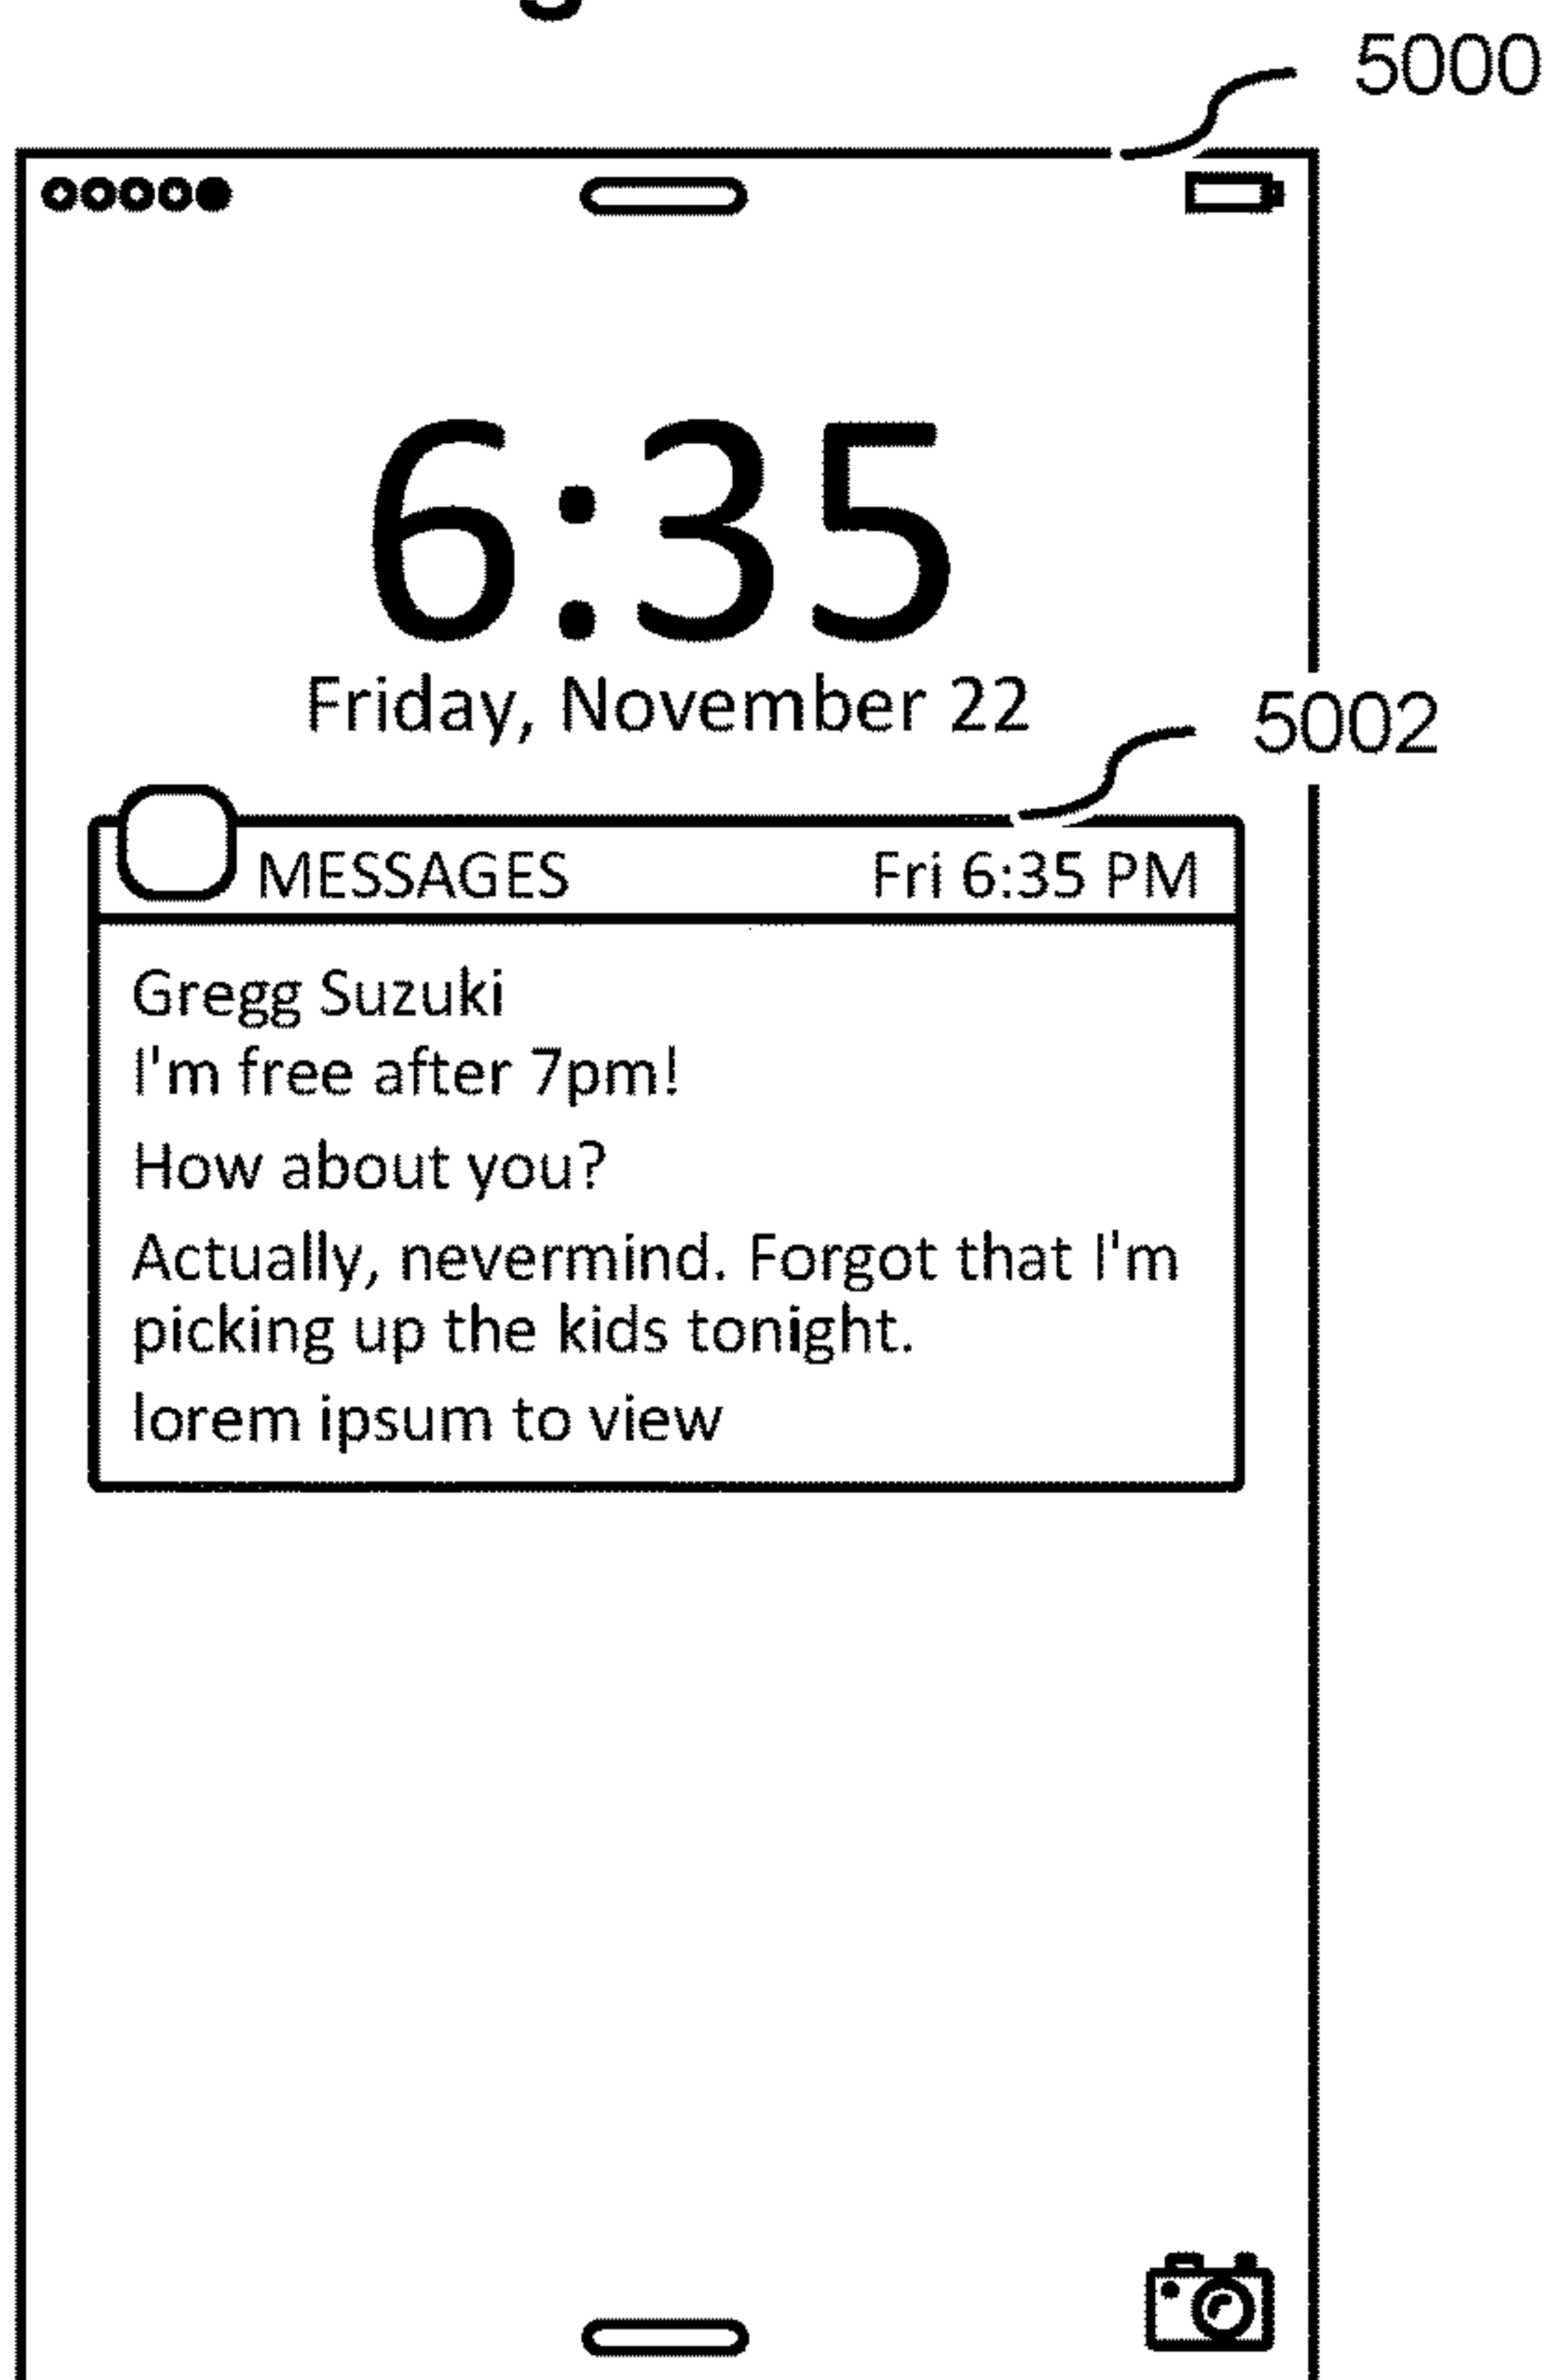 5000
6:35
Friday, November 22
5002
MESSAGES Fri 6:35 PM
Gregg Suzuki
I'm free after 7pm!
How about you?
Actually, nevermind. Forgot that I'm
picking up the kids tonight.
lorem ipsum to view